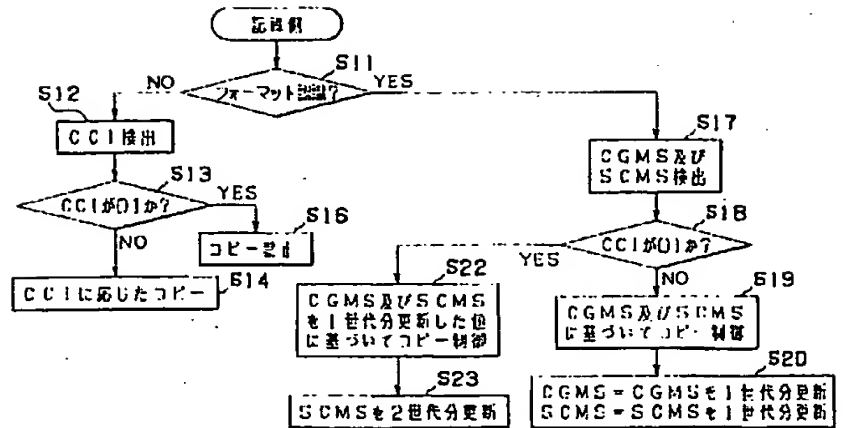 記録側
S11
フォーマット認識?
NO
YES
S12
CCI検出
S13
CCIが01か?
YES
NO
S16
コピー禁止
S14
CCIに応じたコピー
S17
CGMS及び
SCMS検出
S18
CCIが01か?
YES
NO
S22
CGMS及びSCMS
を1世代分更新した値
に基づいてコピー制御
S23
SCMSを2世代分更新
S19
CGMS及びSCMS
に基づいてコピー制御
S20
CGMS=CGMSを1世代分更新
SCMS=SCMSを1世代分更新